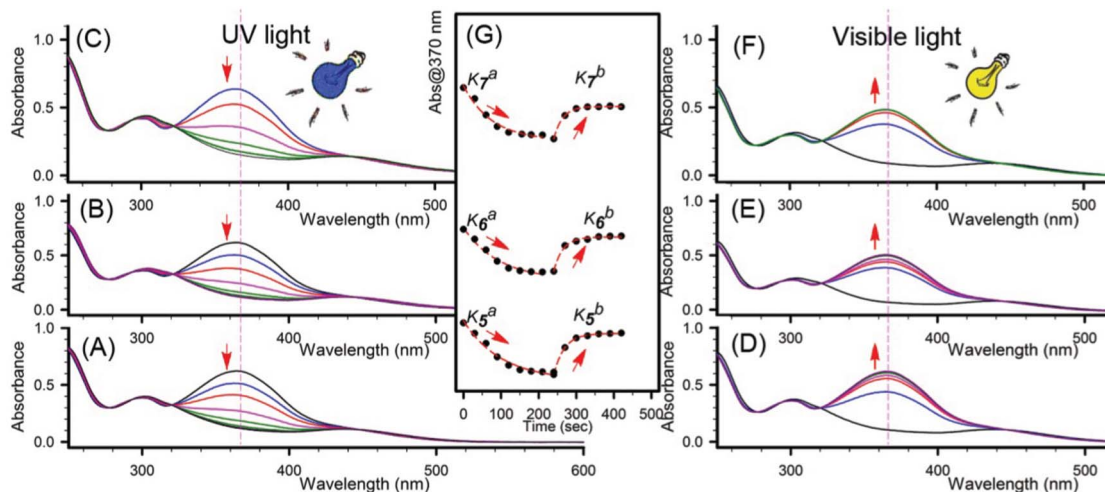 (C)
UV light
Absorbance
1.0
0.5
0.0
300
400
500
Wavelength (nm)
(B)
Absorbance
1.0
0.5
0.0
300
400
500
Wavelength (nm)
(A)
Absorbance
1.0
0.5
0.0
300
400
500
600
Wavelength (nm)
(G)
Abs@370 nm
K7a
K7b
K6a
K6b
K5a
K5b
0
100
200
300
400
500
Time (sec)
(F)
Visible light
Absorbance
1.0
0.5
0.0
300
400
500
Wavelength (nm)
(E)
Absorbance
1.0
0.5
0.0
300
400
500
Wavelength (nm)
(D)
Absorbance
1.0
0.5
0.0
300
400
500
Wavelength (nm)